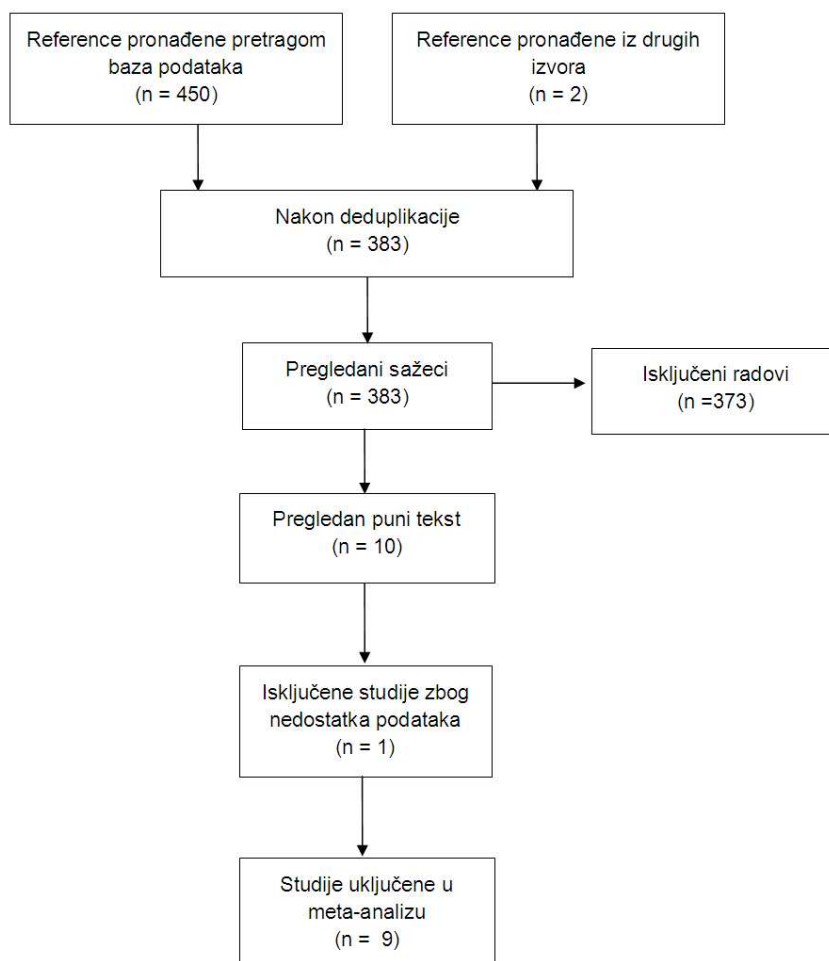 Reference pronađene pretragom
baza podataka
(n = 450)
Reference pronađene iz drugih
izvora
(n = 2)
Nakon deduplikacije
(n = 383)
Pregledani sažeci
(n = 383)
Isključeni radovi
(n =373)
Pregledan puni tekst
(n = 10)
Isključene studije zbog
nedostatka podataka
(n = 1)
Studije uključene u
meta-analizu
(n =  9)